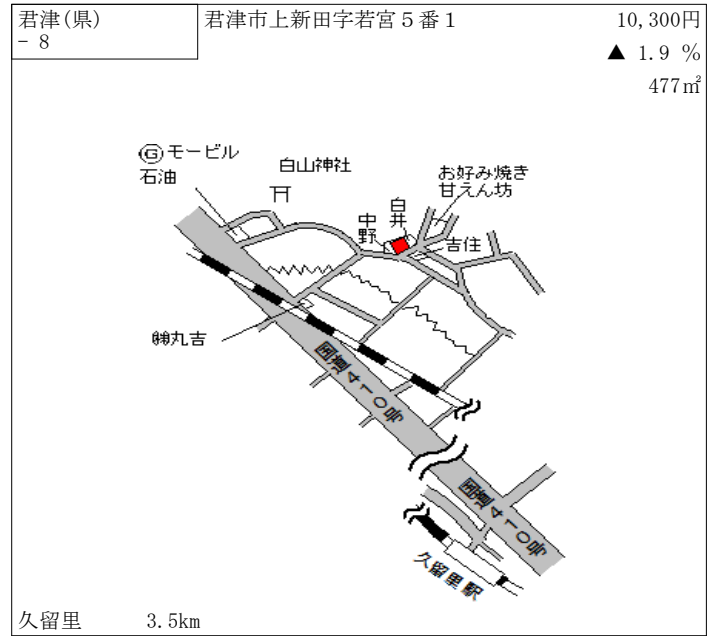 君津(県)
- 8
君津市上新田字若宮５番１
10,300円
▲ 1.9 %
477㎡
Ⓖモービル
石油
白山神社
お好み焼き
甘えん坊
白井
中野
吉住
㈱丸吉
国道４１０号
国道４１０号
久留里駅
久留里 3.5km